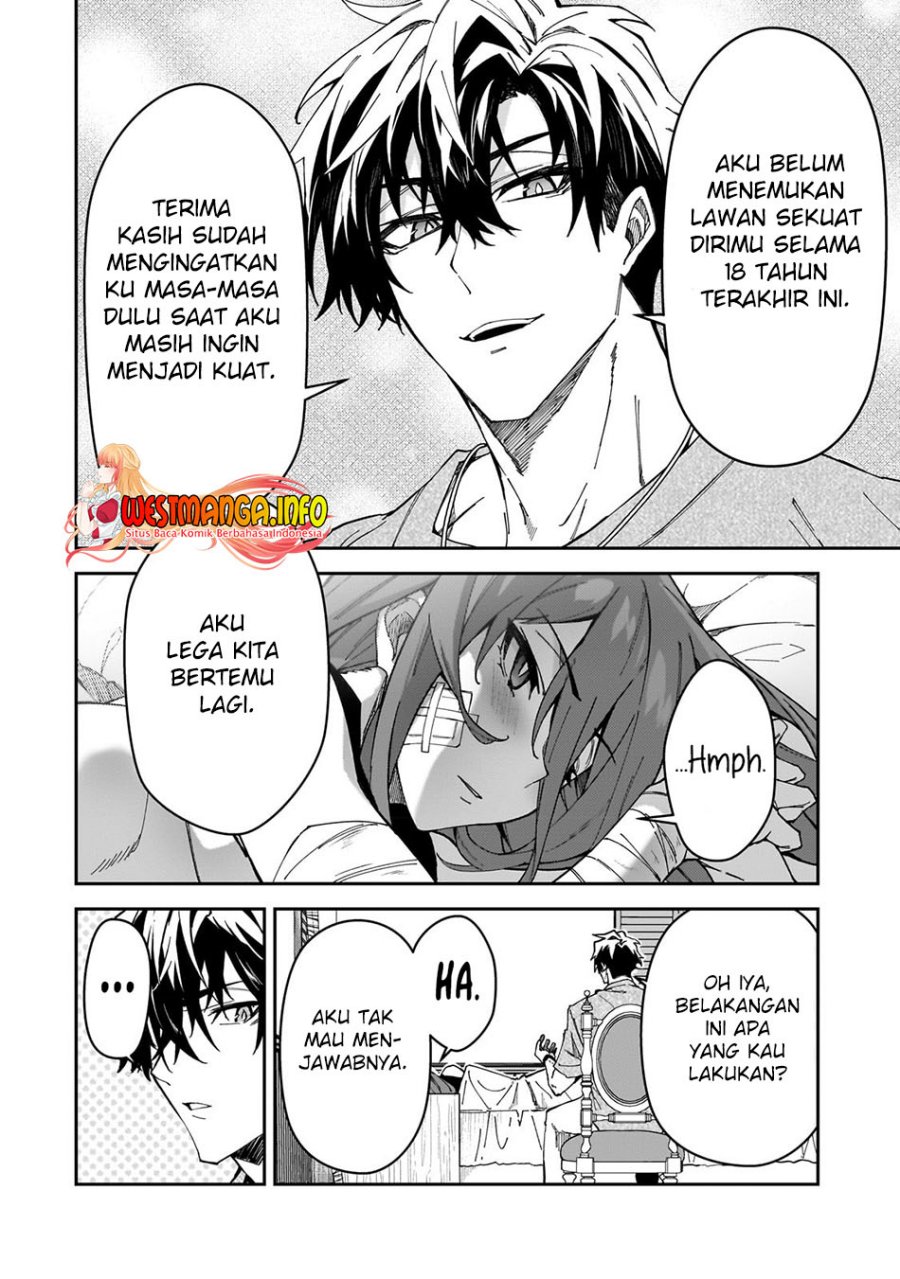 AKU BELUM
MENEMUKAN
LAWAN SEKUAT
DIRIMU SELAMA
18 TAHUN
TERAKHIR INI.
TERIMA
KASIH SUDAH
MENGINGATKAN
KU MASA-MASA
DULU SAAT AKU
MASIH INGIN
MENJADI KUAT.
WESTMANGA.INFO
Situs Baca Komik Berbahasa Indonesia
...Hmph.
AKU
LEGA KITA
BERTEMU
LAGI.
OH IYA,
BELAKANGAN
INI APA
YANG KAU
LAKUKAN?
HA.
AKU TAK
MAU MEN-
JAWABNYA.
...